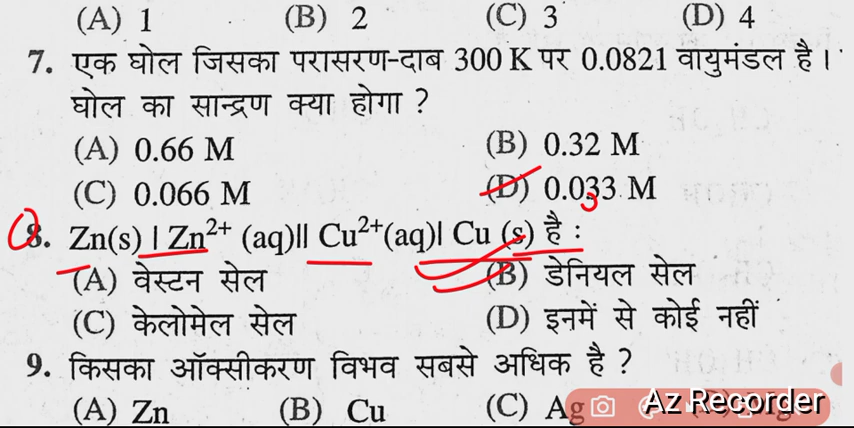 (A) 1 (B) 2 (C) 3 (D) 4
7. एक घोल जिसका परासरण-दाब 300 K पर 0.0821 वायुमंडल है।
घोल का सान्द्रण क्या होगा ?
(A) 0.66 M (B) 0.32 M
(C) 0.066 M (D) 0.033 M
8. Zn(s) | Zn²⁺ (aq)|| Cu²⁺(aq)| Cu (s) है :
(A) वेस्टन सेल (B) डेनियल सेल
(C) केलोमेल सेल (D) इनमें से कोई नहीं
9. किसका ऑक्सीकरण विभव सबसे अधिक है ?
(A) Zn (B) Cu (C) Ag
Az Recorder